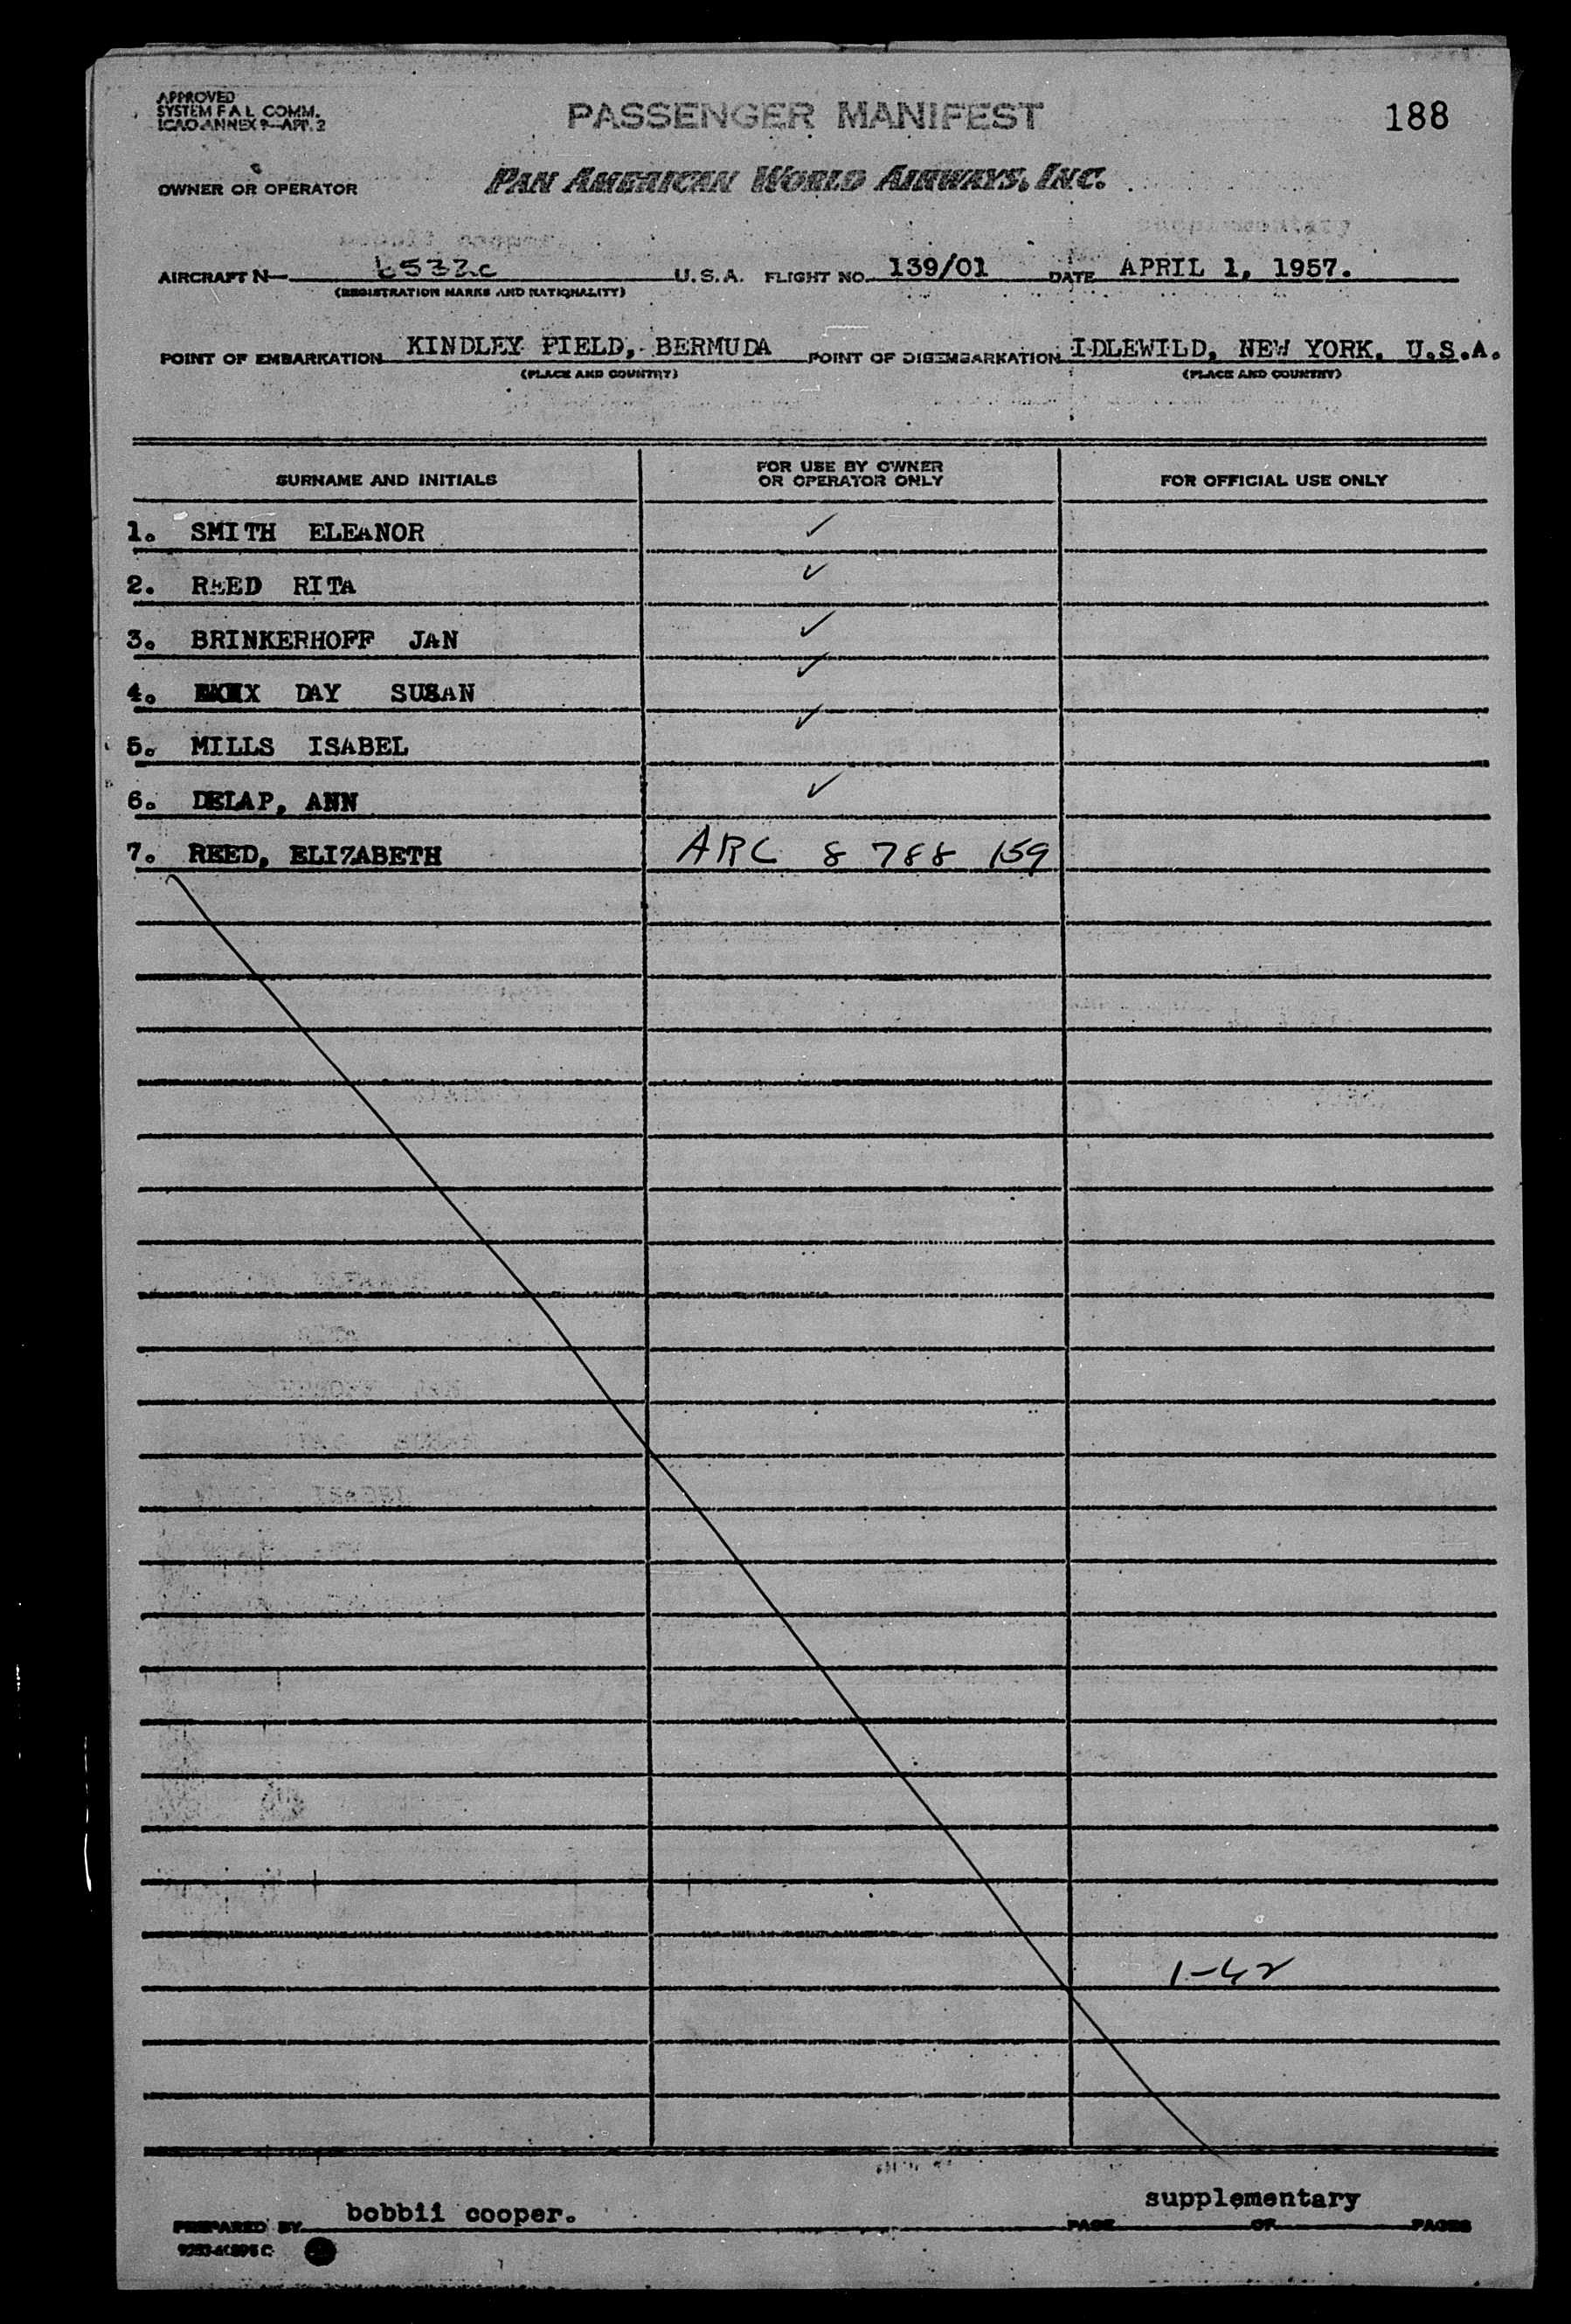 APPROVED
SYSTEM F A L COMM.
ICAO ANNEX 9—APP. 2
PASSENGER MANIFEST
188
OWNER OR OPERATOR PAN AMERICAN WORLD AIRWAYS, INC.
AIRCRAFT N— 6532c U.S.A. FLIGHT NO. 139/01 DATE APRIL 1, 1957.
(REGISTRATION MARKS AND NATIONALITY)
POINT OF EMBARKATION KINDLEY FIELD, BERMUDA POINT OF DISEMBARKATION IDLEWILD, NEW YORK, U.S.A.
(PLACE AND COUNTRY) (PLACE AND COUNTRY)
SURNAME AND INITIALS FOR USE BY OWNER OR OPERATOR ONLY FOR OFFICIAL USE ONLY
1. SMITH ELEANOR ✓
2. REED RITA ✓
3. BRINKERHOFF JAN ✓
4. DAY SUSAN ✓
5. MILLS ISABEL ✓
6. DELAP, ANN ✓
7. REED, ELIZABETH ARC 8 788 159
1-42
supplementary
PREPARED BY bobbii cooper. PAGE OF PAGES